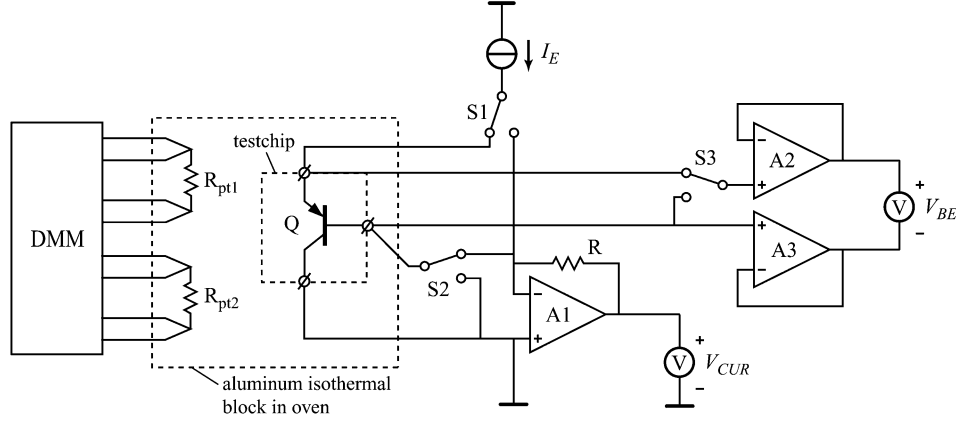 I_E
S1
testchip
DMM
R_pt1
R_pt2
Q
S2
S3
R
−
+
A1
−
+
A2
+
−
A3
V
+
−
V_BE
V
+
−
V_CUR
aluminum isothermal
block in oven